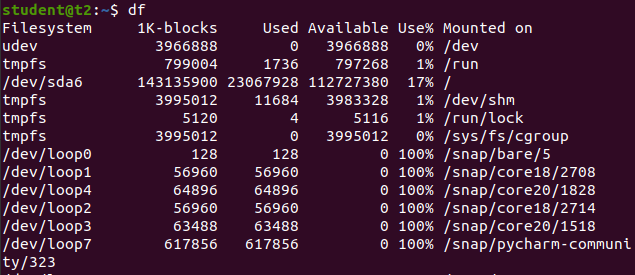 student@t2:~$ df
Filesystem     1K-blocks     Used Available Use% Mounted on
udev             3966888        0   3966888   0% /dev
tmpfs             799004     1736    797268   1% /run
/dev/sda6      143135900 23067928 112727380  17% /
tmpfs            3995012    11684   3983328   1% /dev/shm
tmpfs               5120        4      5116   1% /run/lock
tmpfs            3995012        0   3995012   0% /sys/fs/cgroup
/dev/loop0           128      128         0 100% /snap/bare/5
/dev/loop1         56960    56960         0 100% /snap/core18/2708
/dev/loop4         64896    64896         0 100% /snap/core20/1828
/dev/loop2         56960    56960         0 100% /snap/core18/2714
/dev/loop3         63488    63488         0 100% /snap/core20/1518
/dev/loop7        617856   617856         0 100% /snap/pycharm-communi
ty/323